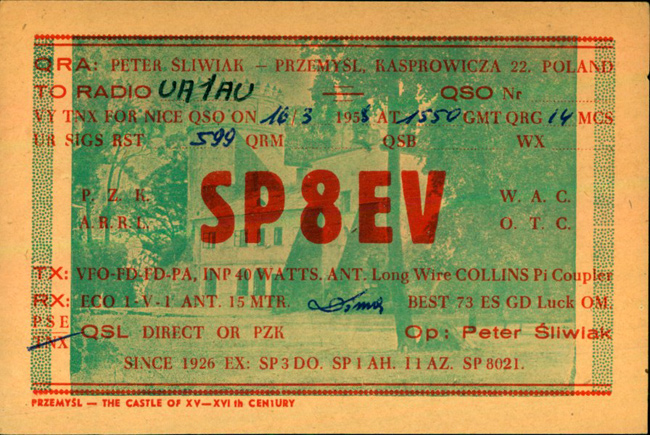 QRA: PETER ŚLIWIAK — PRZEMYŚL, KASPROWICZA 22. POLAND
TO RADIO UA1AU — QSO Nr
VY TNX FOR NICE QSO ON 16/3 1958 AT 1550 GMT QRG 14 MCS
UR SIGS RST 599 QRM QSB WX
SP8EV
P. Z. K. W. A. C.
A. R. R. L. O. T. C.
TX: VFO-FD-FD-PA, INP 40 WATTS. ANT. Long Wire COLLINS Pi Coupler
RX: ECO 1-V-1 ANT. 15 MTR. BEST 73 ES GD Luck OM.
PSE
TNX QSL DIRECT OR PZK Op: Peter Śliwiak
SINCE 1926 EX: SP3DO. SP1AH. I1AZ. SP8021.
PRZEMYŚL — THE CASTLE OF XV—XVI th CENTURY